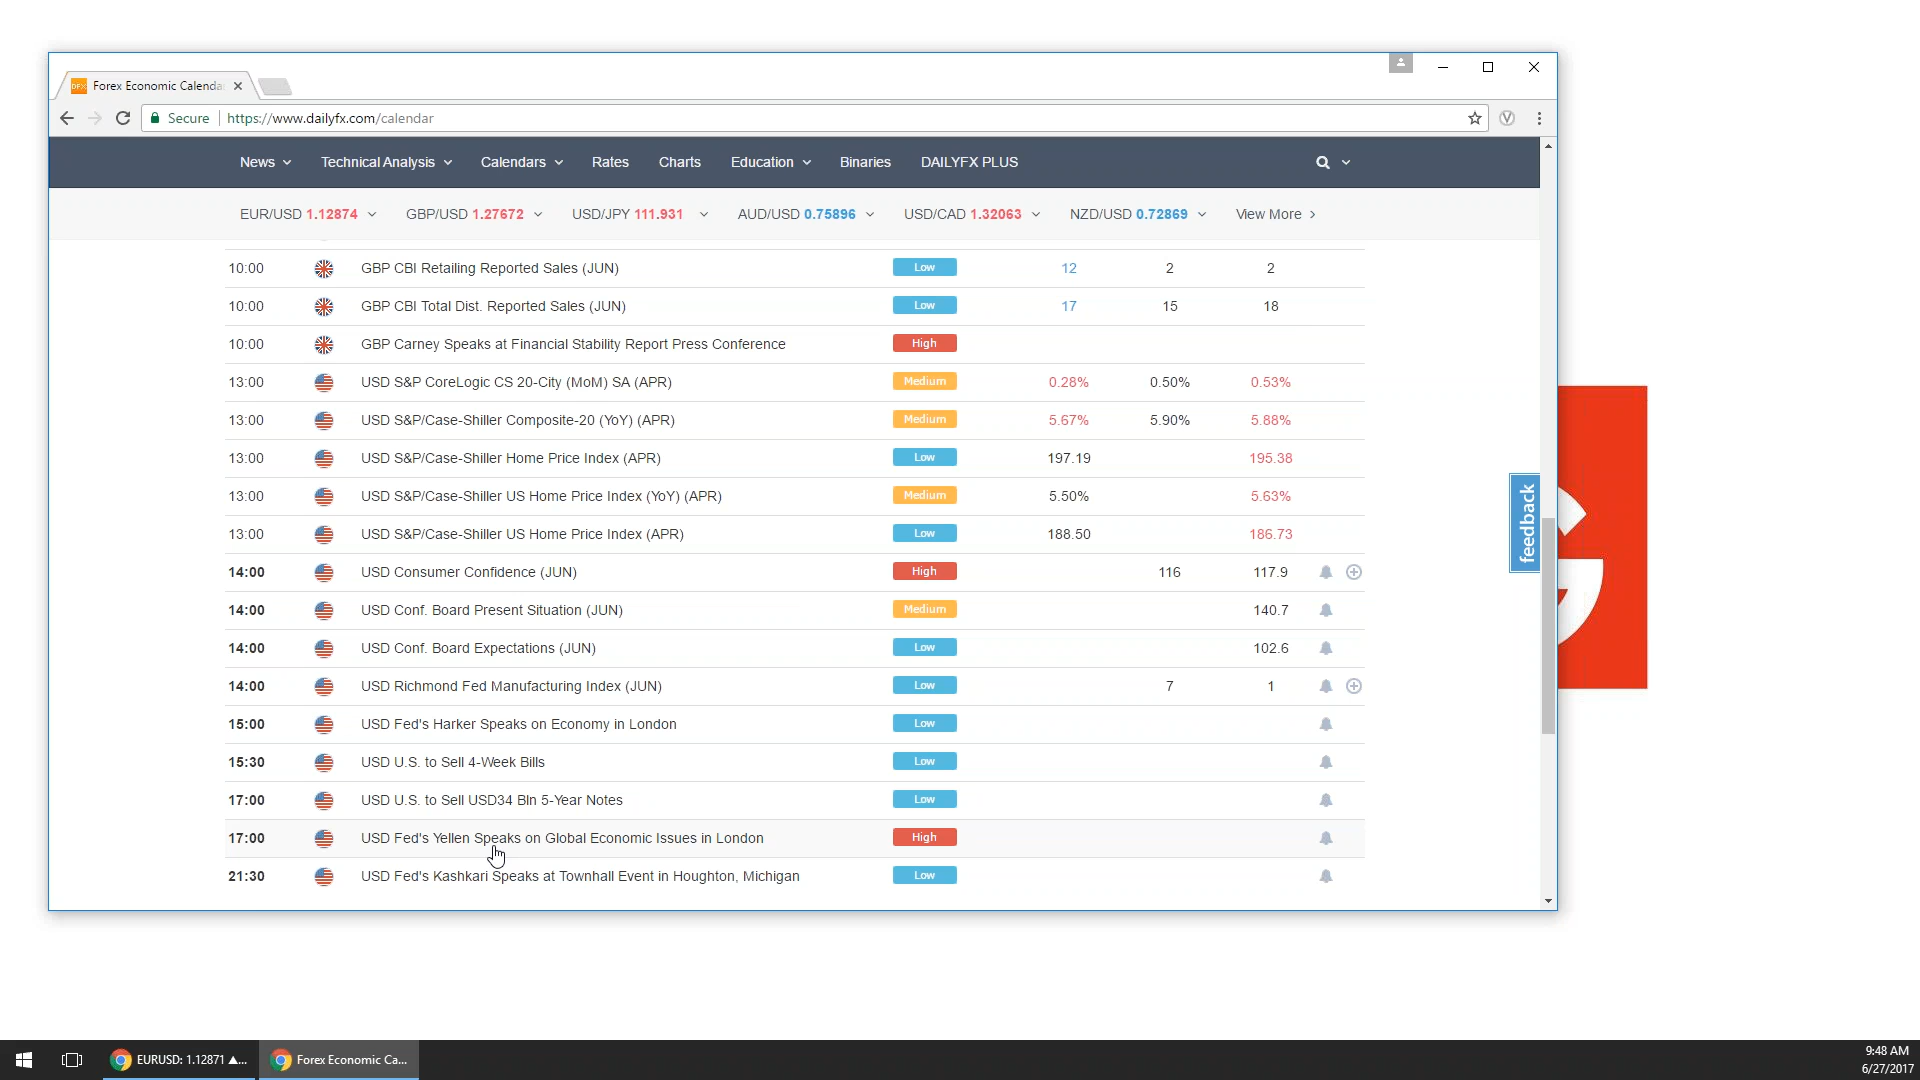 Forex Economic Calenda
Secure https://www.dailyfx.com/calendar
News Technical Analysis Calendars Rates Charts Education Binaries DAILYFX PLUS
EUR/USD 1.12874 GBP/USD 1.27672 USD/JPY 111.931 AUD/USD 0.75896 USD/CAD 1.32063 NZD/USD 0.72869 View More
10:00 GBP CBI Retailing Reported Sales (JUN) Low 12 2 2
10:00 GBP CBI Total Dist. Reported Sales (JUN) Low 17 15 18
10:00 GBP Carney Speaks at Financial Stability Report Press Conference High
13:00 USD S&P CoreLogic CS 20-City (MoM) SA (APR) Medium 0.28% 0.50% 0.53%
13:00 USD S&P/Case-Shiller Composite-20 (YoY) (APR) Medium 5.67% 5.90% 5.88%
13:00 USD S&P/Case-Shiller Home Price Index (APR) Low 197.19 195.38
13:00 USD S&P/Case-Shiller US Home Price Index (YoY) (APR) Medium 5.50% 5.63%
13:00 USD S&P/Case-Shiller US Home Price Index (APR) Low 188.50 186.73
14:00 USD Consumer Confidence (JUN) High 116 117.9
14:00 USD Conf. Board Present Situation (JUN) Medium 140.7
14:00 USD Conf. Board Expectations (JUN) Low 102.6
14:00 USD Richmond Fed Manufacturing Index (JUN) Low 7 1
15:00 USD Fed's Harker Speaks on Economy in London Low
15:30 USD U.S. to Sell 4-Week Bills Low
17:00 USD U.S. to Sell USD34 Bln 5-Year Notes Low
17:00 USD Fed's Yellen Speaks on Global Economic Issues in London High
21:30 USD Fed's Kashkari Speaks at Townhall Event in Houghton, Michigan Low
feedback
EURUSD: 1.12871 ▲... Forex Economic Ca...
9:48 AM
6/27/2017